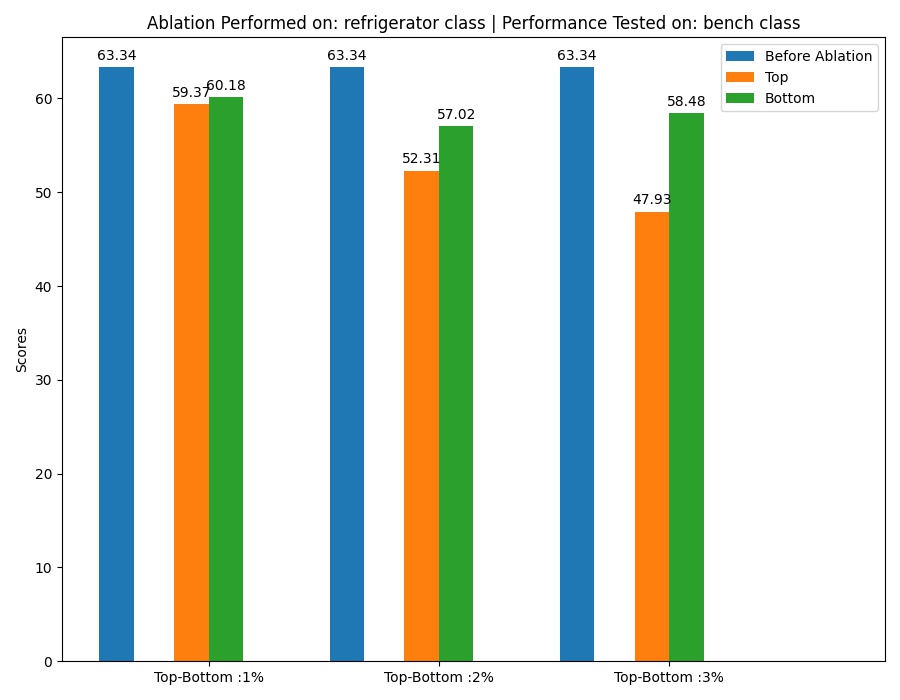 Ablation Performed on: refrigerator class | Performance Tested on: bench class
63.34
59.37
60.18
63.34
52.31
57.02
63.34
47.93
58.48
Before Ablation
Top
Bottom
Scores
60
50
40
30
20
10
0
Top-Bottom :1%
Top-Bottom :2%
Top-Bottom :3%